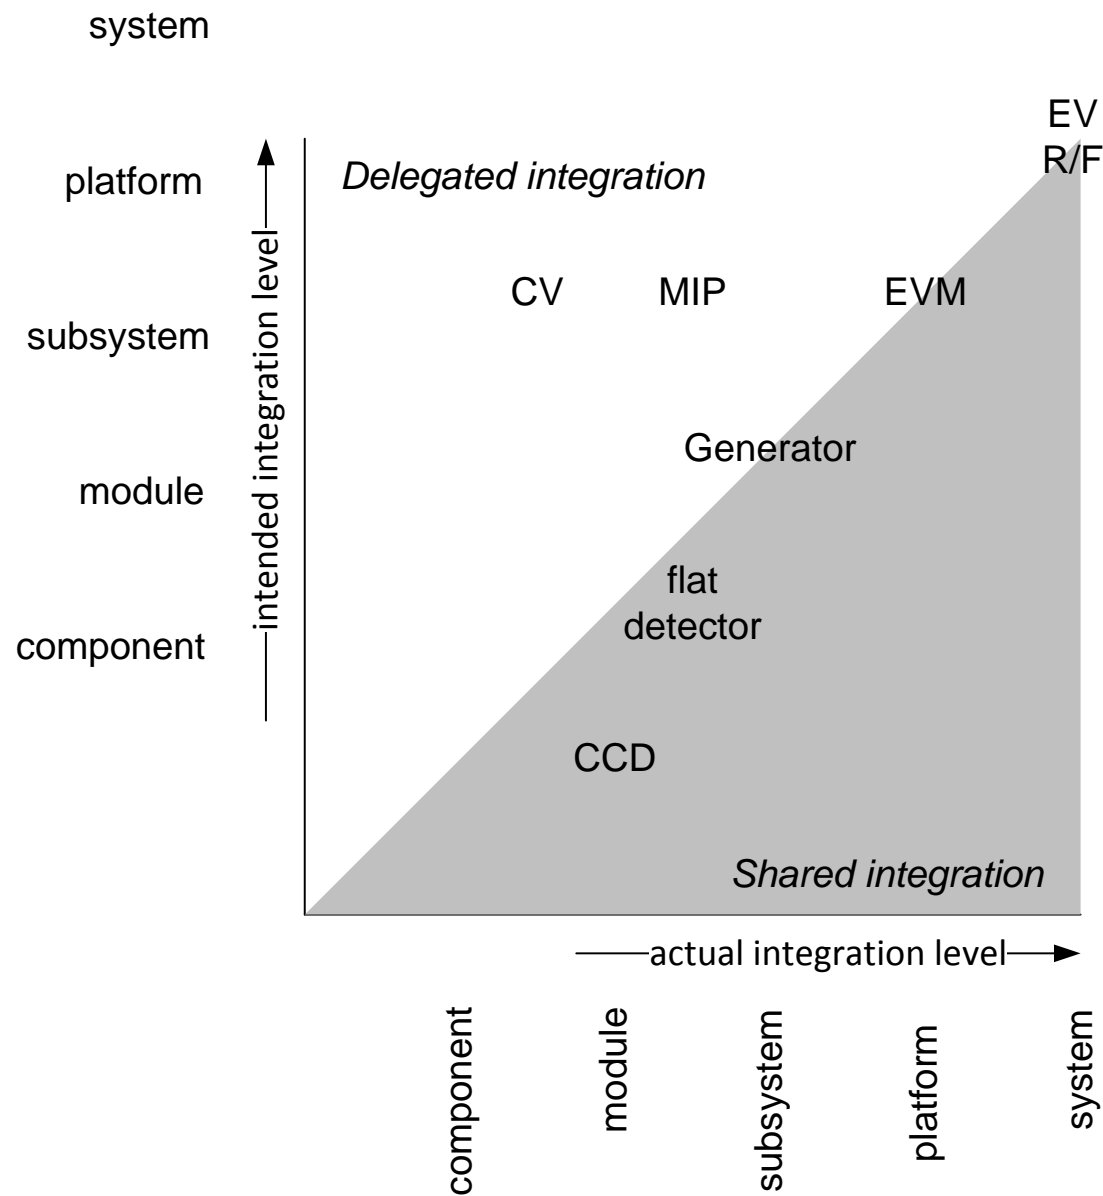 system
EV
R/F
platform
Delegated integration
intended integration level
CV
MIP
EVM
subsystem
Generator
module
flat
detector
component
CCD
Shared integration
actual integration level
component
module
subsystem
platform
system